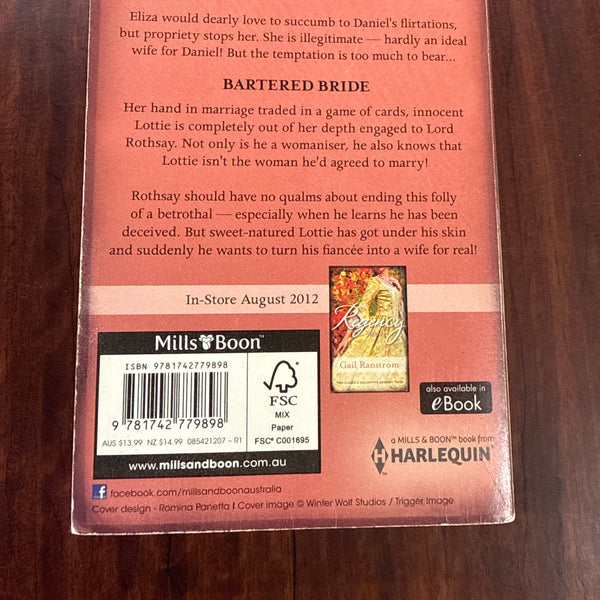 Eliza would dearly love to succumb to Daniel's flirtations,
but propriety stops her. She is illegitimate — hardly an ideal
wife for Daniel! But the temptation is too much to bear...
BARTERED BRIDE
Her hand in marriage traded in a game of cards, innocent
Lottie is completely out of her depth engaged to Lord
Rothsay. Not only is he a womaniser, he also knows that
Lottie isn't the woman he'd agreed to marry!
Rothsay should have no qualms about ending this folly
of a betrothal — especially when he learns he has been
deceived. But sweet-natured Lottie has got under his skin
and suddenly he wants to turn his fiancée into a wife for real!
In-Store August 2012
Regency
Gail Ranstrom
Mills Boon™
ISBN 9781742779898
9 781742 779898
AUS $13.99 NZ $14.99 085421207 - R1
FSC
MIX
Paper
FSC® C001695
www.millsandboon.com.au
also available in
eBook
a MILLS & BOON™ book from
HARLEQUIN™
facebook.com/millsandboonaustralia
Cover design - Romina Panetta | Cover image © Winter Wolf Studios / Trigger Image